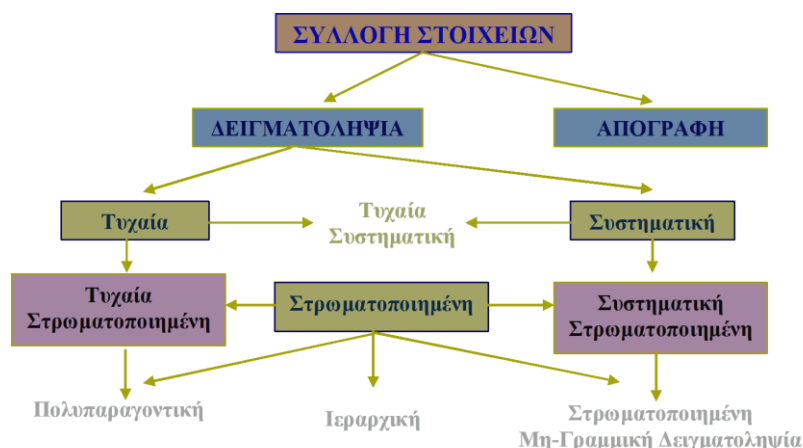 ΣΥΛΛΟΓΗ ΣΤΟΙΧΕΙΩΝ
ΔΕΙΓΜΑΤΟΛΗΨΙΑ
ΑΠΟΓΡΑΦΗ
Τυχαία
Τυχαία
Συστηματική
Συστηματική
Τυχαία
Στρωματοποιημένη
Στρωματοποιημένη
Συστηματική
Στρωματοποιημένη
Πολυπαραγοντική
Ιεραρχική
Στρωματοποιημένη
Μη-Γραμμική Δειγματοληψία